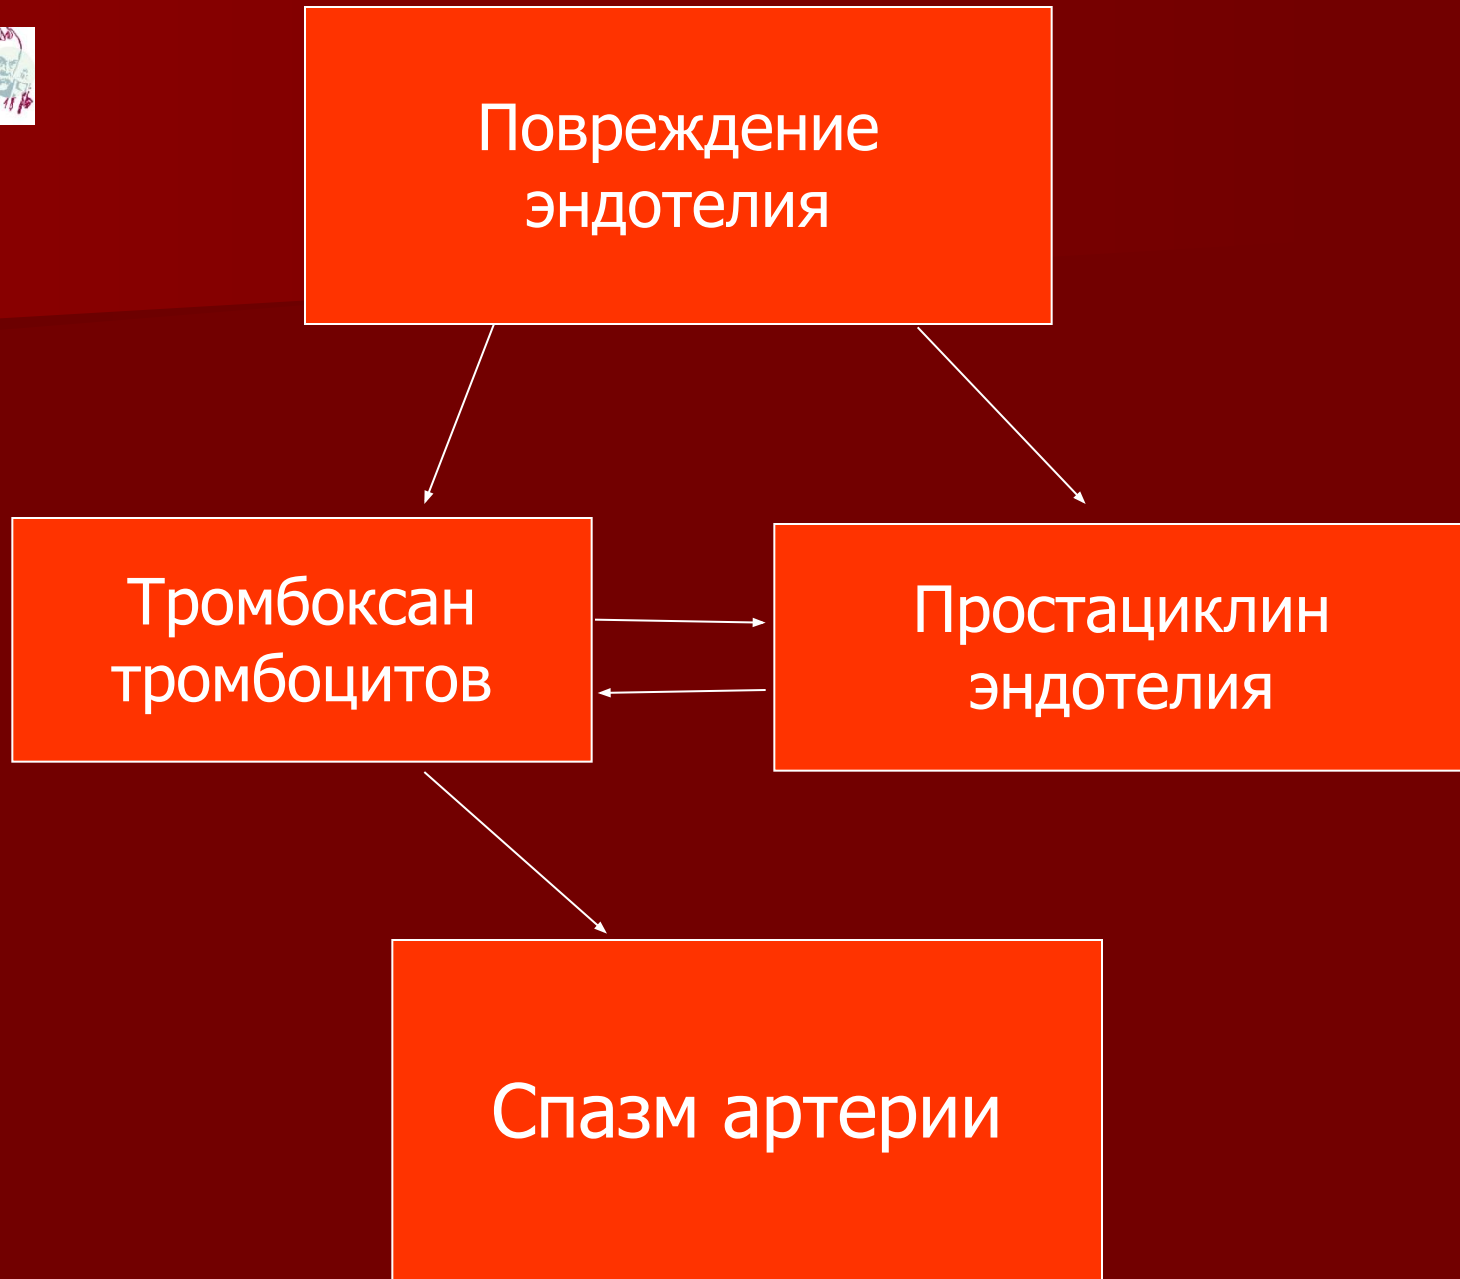 Повреждение
эндотелия
Тромбоксан
тромбоцитов
Простациклин
эндотелия
Спазм артерии